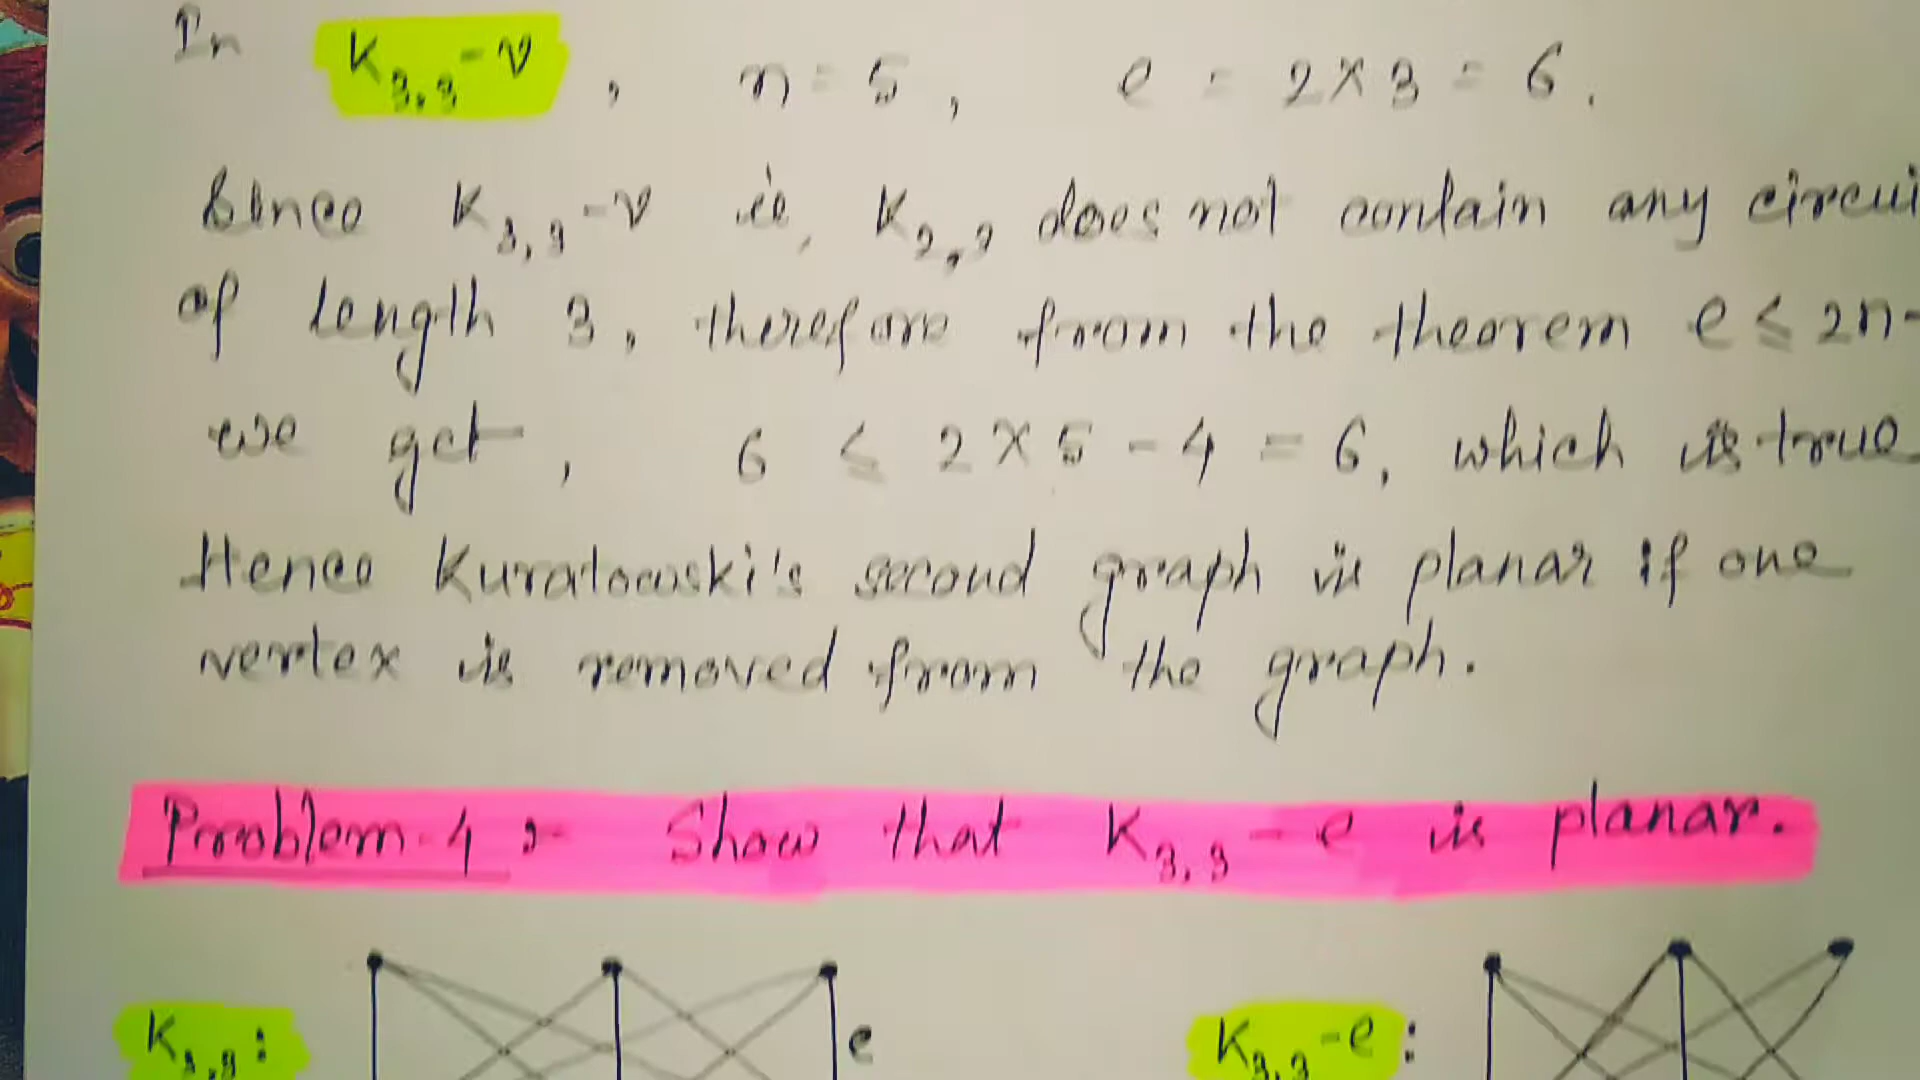 In K3,3-v, n = 5, e = 2×3 = 6.
Since K3,3-v ie, K2,3 does not contain any circui
of length 3, therefore from the theorem e ≤ 2n-
we get, 6 ≤ 2×5-4 = 6, which is true
Hence Kuratowski's second graph is planar if one
vertex is removed from the graph.
Problem-4 :- Show that K3,3-e is planar.
K3,3: e K3,3-e: